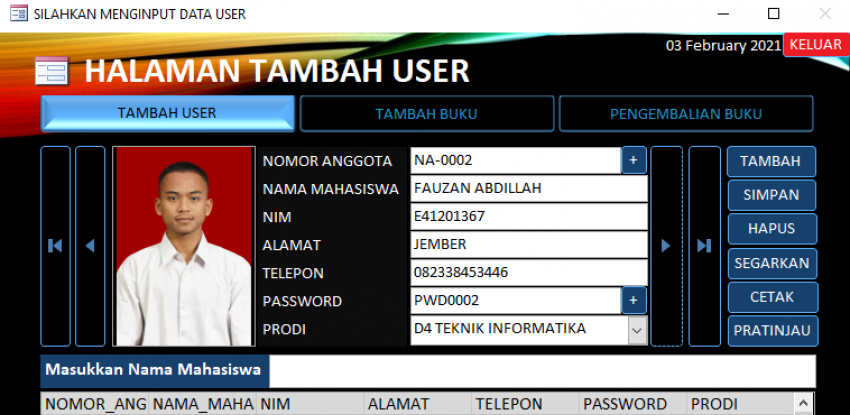 SILAHKAN MENGINPUT DATA USER
03 February 2021 KELUAR
HALAMAN TAMBAH USER
TAMBAH USER TAMBAH BUKU PENGEMBALIAN BUKU
NOMOR ANGGOTA NA-0002 + TAMBAH
NAMA MAHASISWA FAUZAN ABDILLAH SIMPAN
NIM E41201367 HAPUS
ALAMAT JEMBER
TELEPON 082338453446 SEGARKAN
PASSWORD PWD0002 + CETAK
PRODI D4 TEKNIK INFORMATIKA PRATINJAU
Masukkan Nama Mahasiswa
NOMOR_ANG NAMA_MAHA NIM ALAMAT TELEPON PASSWORD PRODI